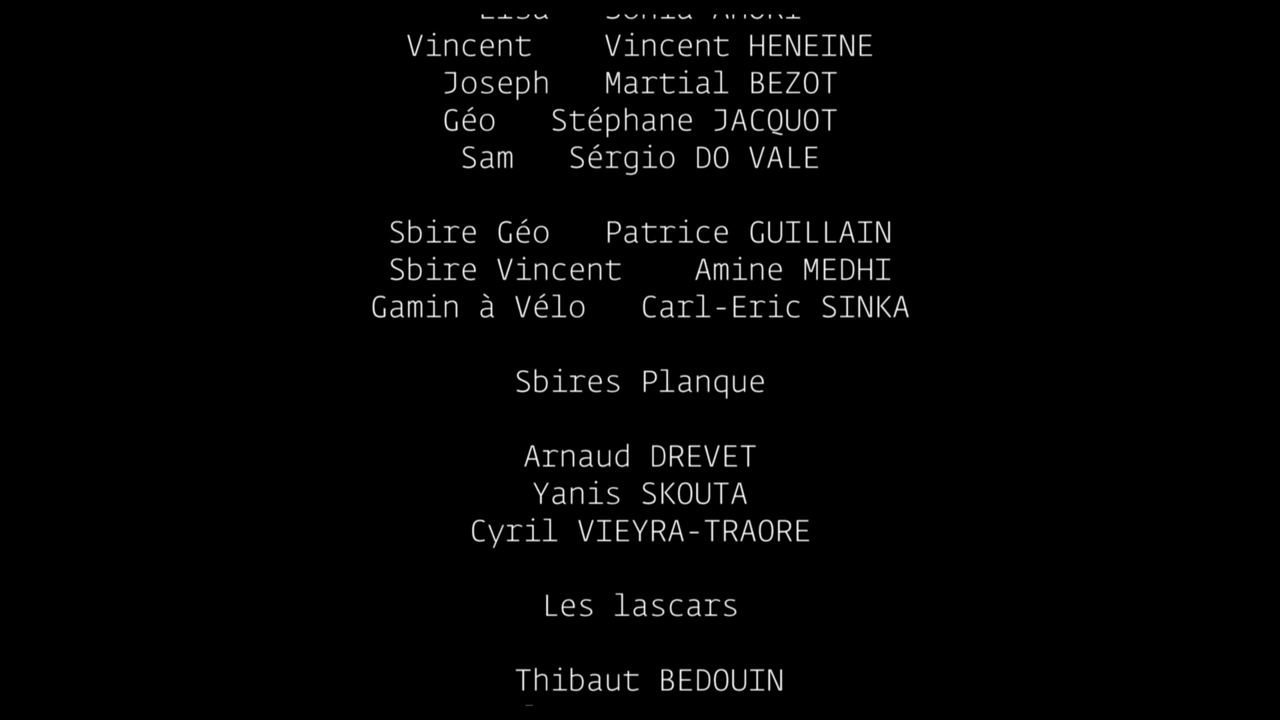 Vincent Vincent HENEINE
Joseph Martial BEZOT
Géo Stéphane JACQUOT
Sam Sérgio DO VALE
Sbire Géo Patrice GUILLAIN
Sbire Vincent Amine MEDHI
Gamin à Vélo Carl-Eric SINKA
Sbires Planque
Arnaud DREVET
Yanis SKOUTA
Cyril VIEYRA-TRAORE
Les lascars
Thibaut BEDOUIN